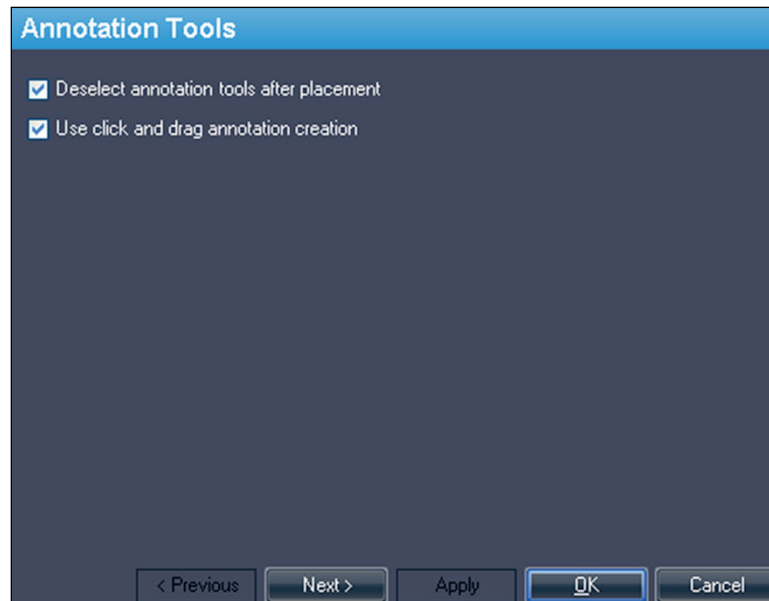 Annotation Tools
Deselect annotation tools after placement
Use click and drag annotation creation
< Previous Next > Apply OK Cancel